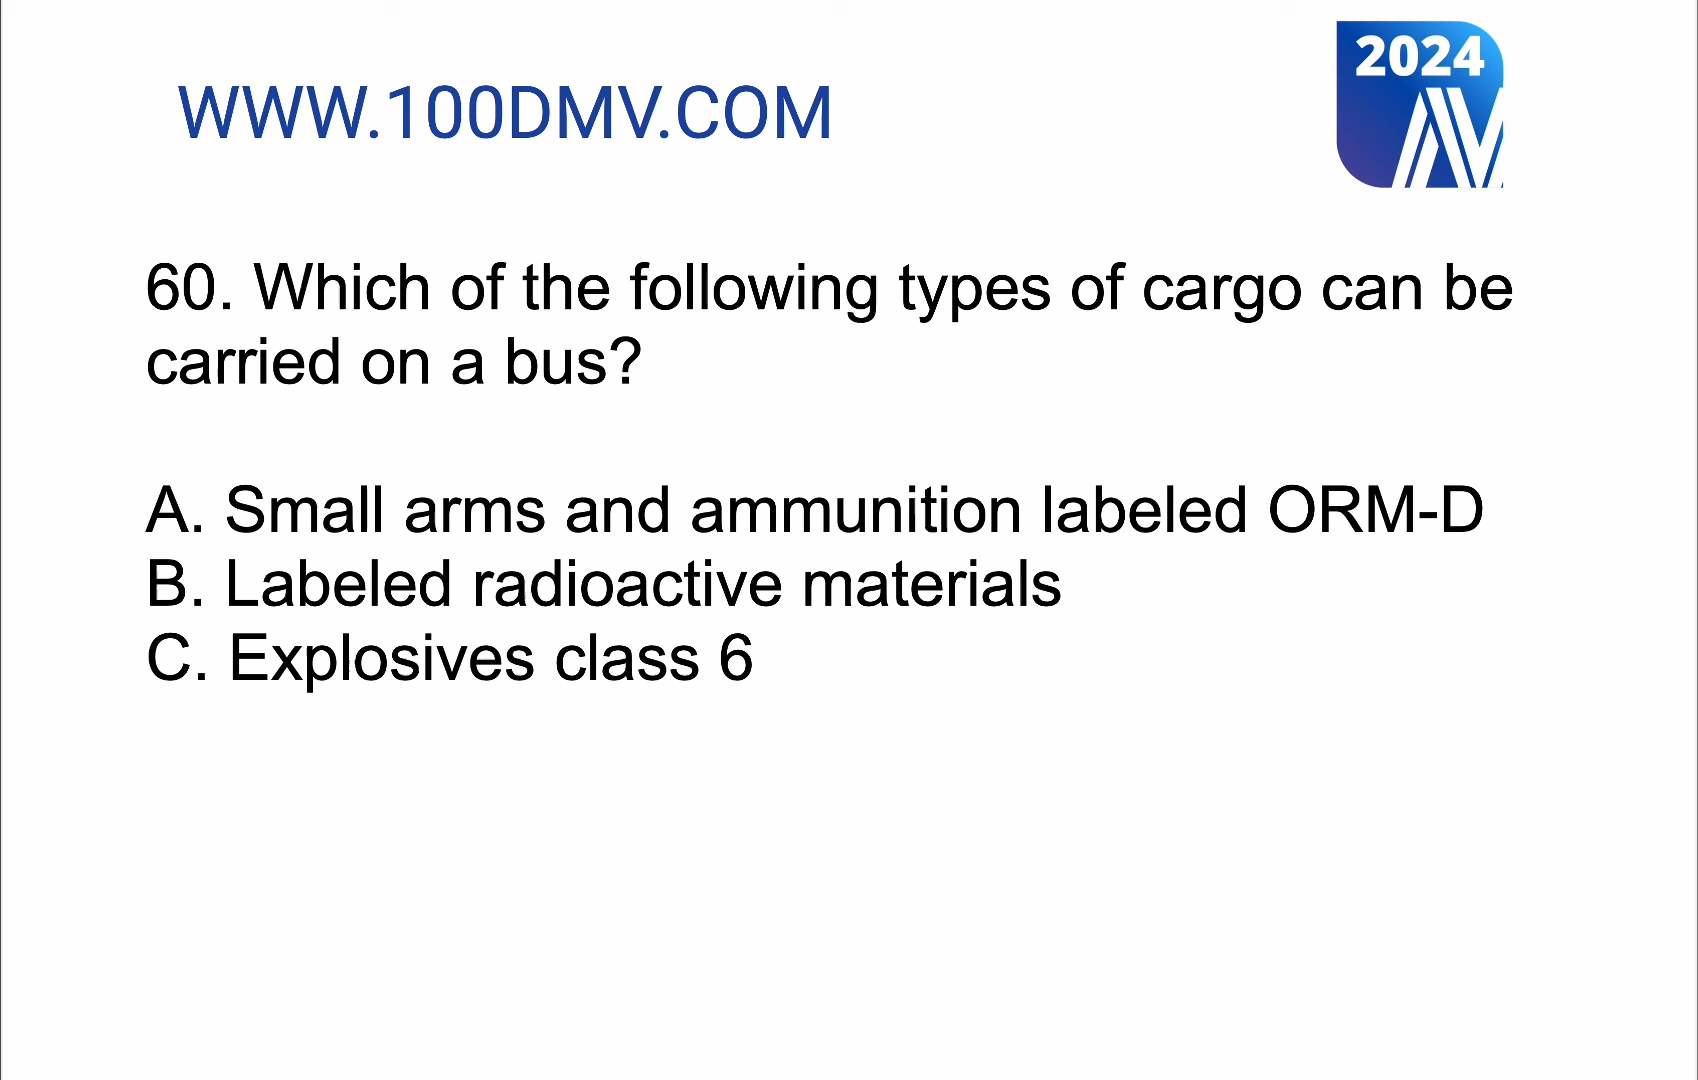 2024
WWW.100DMV.COM
60. Which of the following types of cargo can be
carried on a bus?
A. Small arms and ammunition labeled ORM-D
B. Labeled radioactive materials
C. Explosives class 6